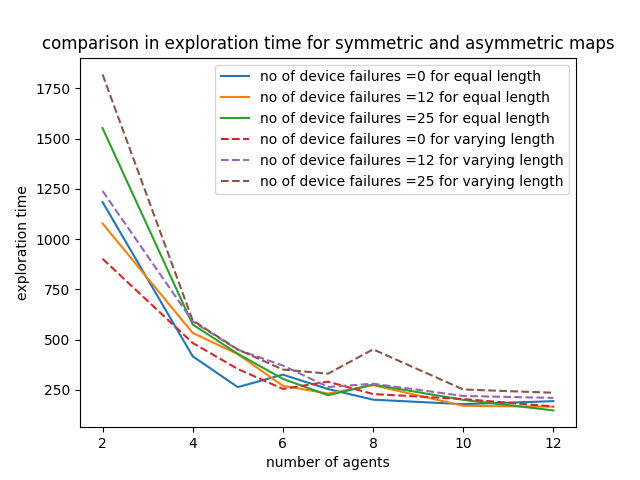 comparison in exploration time for symmetric and asymmetric maps
no of device failures =0 for equal length
no of device failures =12 for equal length
no of device failures =25 for equal length
no of device failures =0 for varying length
no of device failures =12 for varying length
no of device failures =25 for varying length
exploration time
1750
1500
1250
1000
750
500
250
2 4 6 8 10 12
number of agents